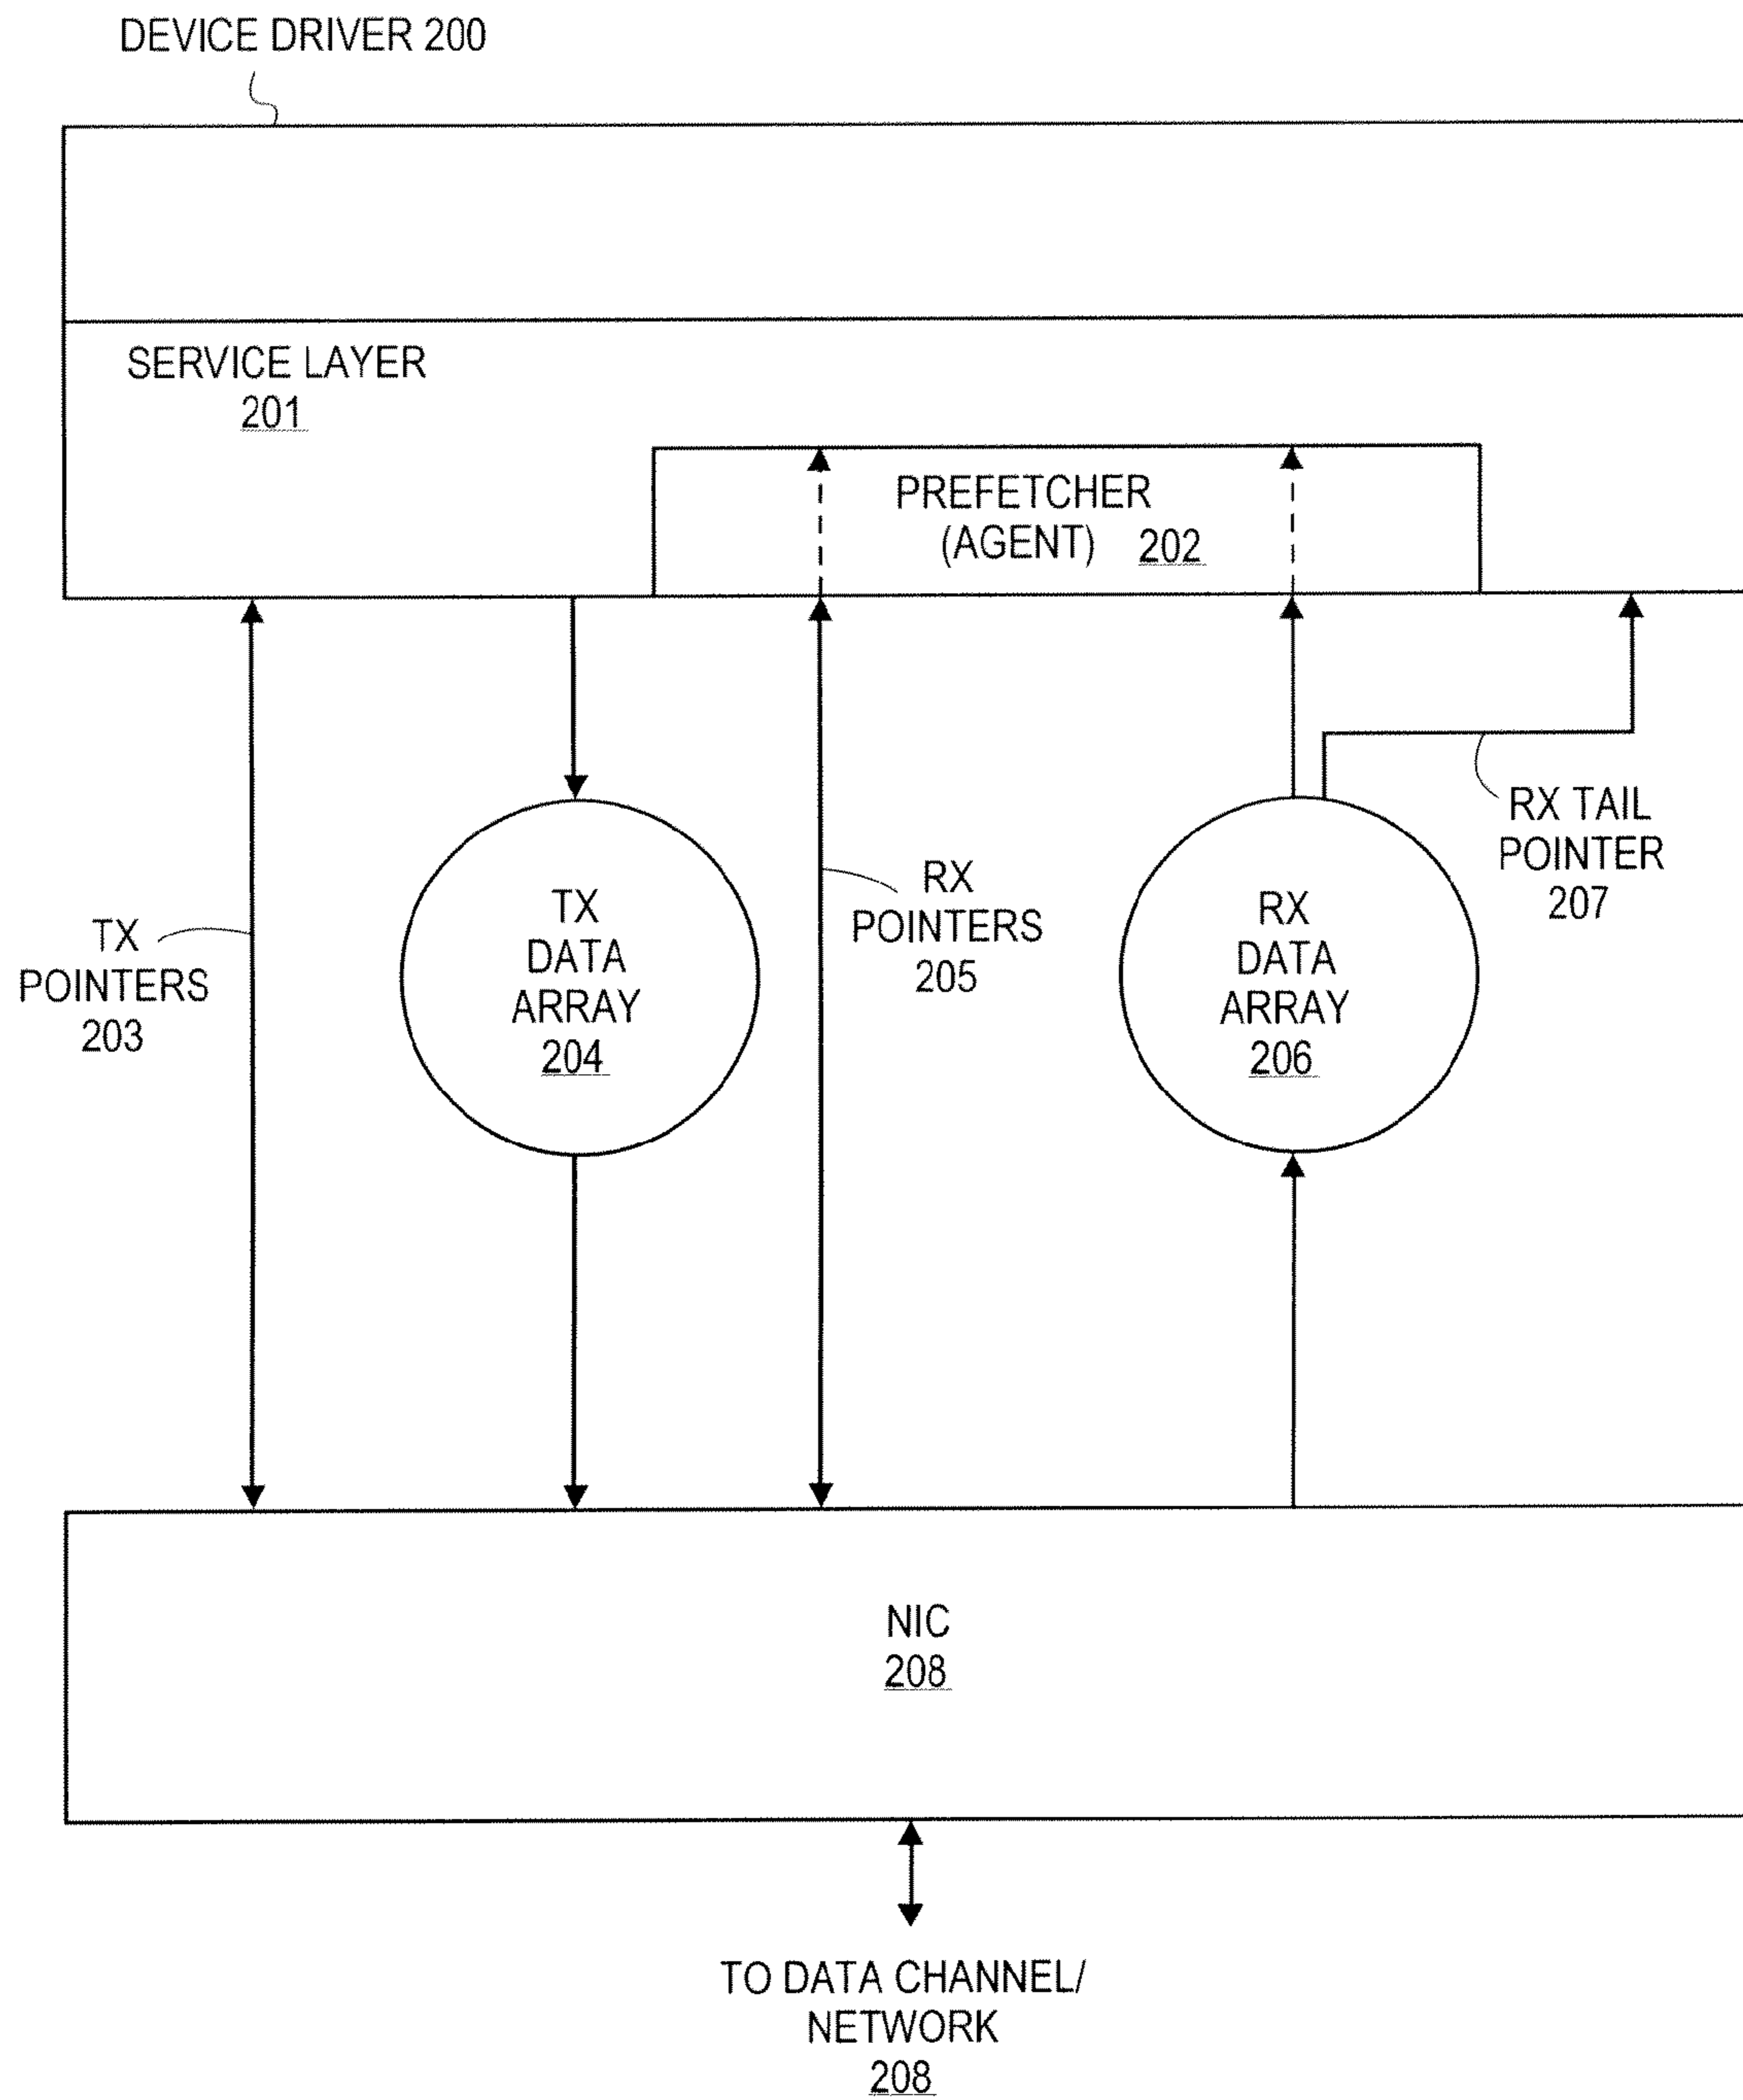 DEVICE DRIVER 200
SERVICE LAYER
201
PREFETCHER
(AGENT) 202
TX
POINTERS
203
TX
DATA
ARRAY
204
RX
POINTERS
205
RX
DATA
ARRAY
206
RX TAIL
POINTER
207
NIC
208
TO DATA CHANNEL/
NETWORK
208